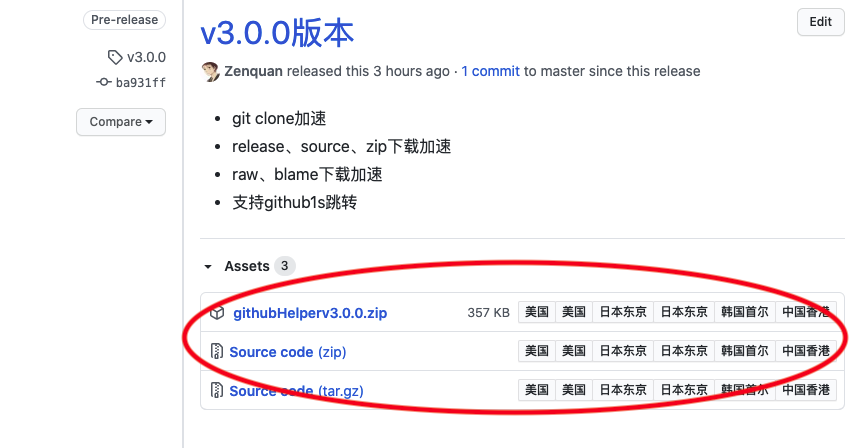 Pre-release
v3.0.0
ba931ff
Compare
v3.0.0版本
Edit
Zenquan released this 3 hours ago · 1 commit to master since this release
git clone加速
release、source、zip下载加速
raw、blame下载加速
支持github1s跳转
Assets 3
githubHelperv3.0.0.zip 357 KB 美国 美国 日本东京 日本东京 韩国首尔 中国香港
Source code (zip) 美国 美国 日本东京 日本东京 韩国首尔 中国香港
Source code (tar.gz) 美国 美国 日本东京 日本东京 韩国首尔 中国香港